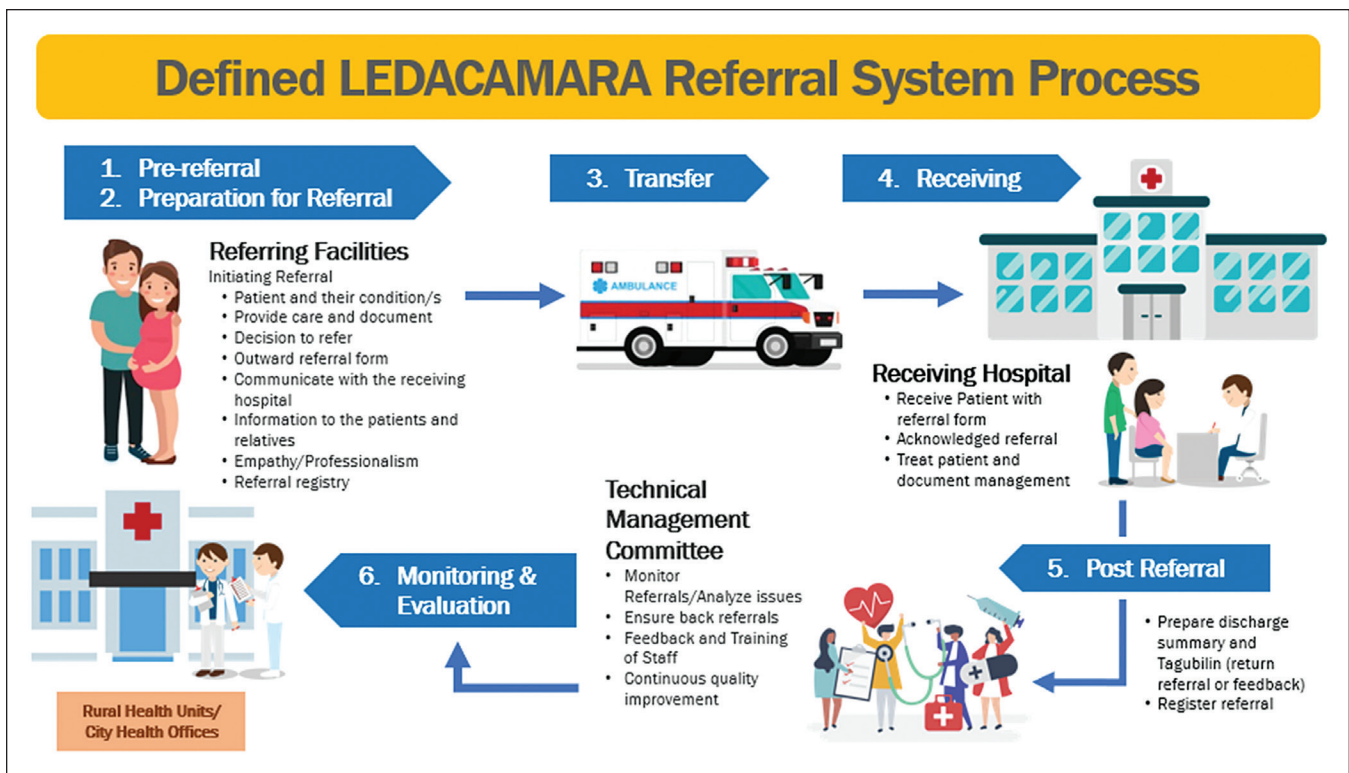 Defined LEDACAMARA Referral System Process
1. Pre-referral
2. Preparation for Referral
3. Transfer
4. Receiving
Referring Facilities
Initiating Referral
• Patient and their condition/s
• Provide care and document
• Decision to refer
• Outward referral form
• Communicate with the receiving
hospital
• Information to the patients and
relatives
• Empathy/Professionalism
• Referral registry
AMBULANCE
Receiving Hospital
• Receive Patient with
referral form
• Acknowledged referral
• Treat patient and
document management
5. Post Referral
• Prepare discharge
summary and
Tagubilin (return
referral or feedback)
• Register referral
Technical
Management
Committee
• Monitor
Referrals/Analyze issues
• Ensure back referrals
• Feedback and Training
of Staff
• Continuous quality
improvement
6. Monitoring &
Evaluation
Rural Health Units/
City Health Offices